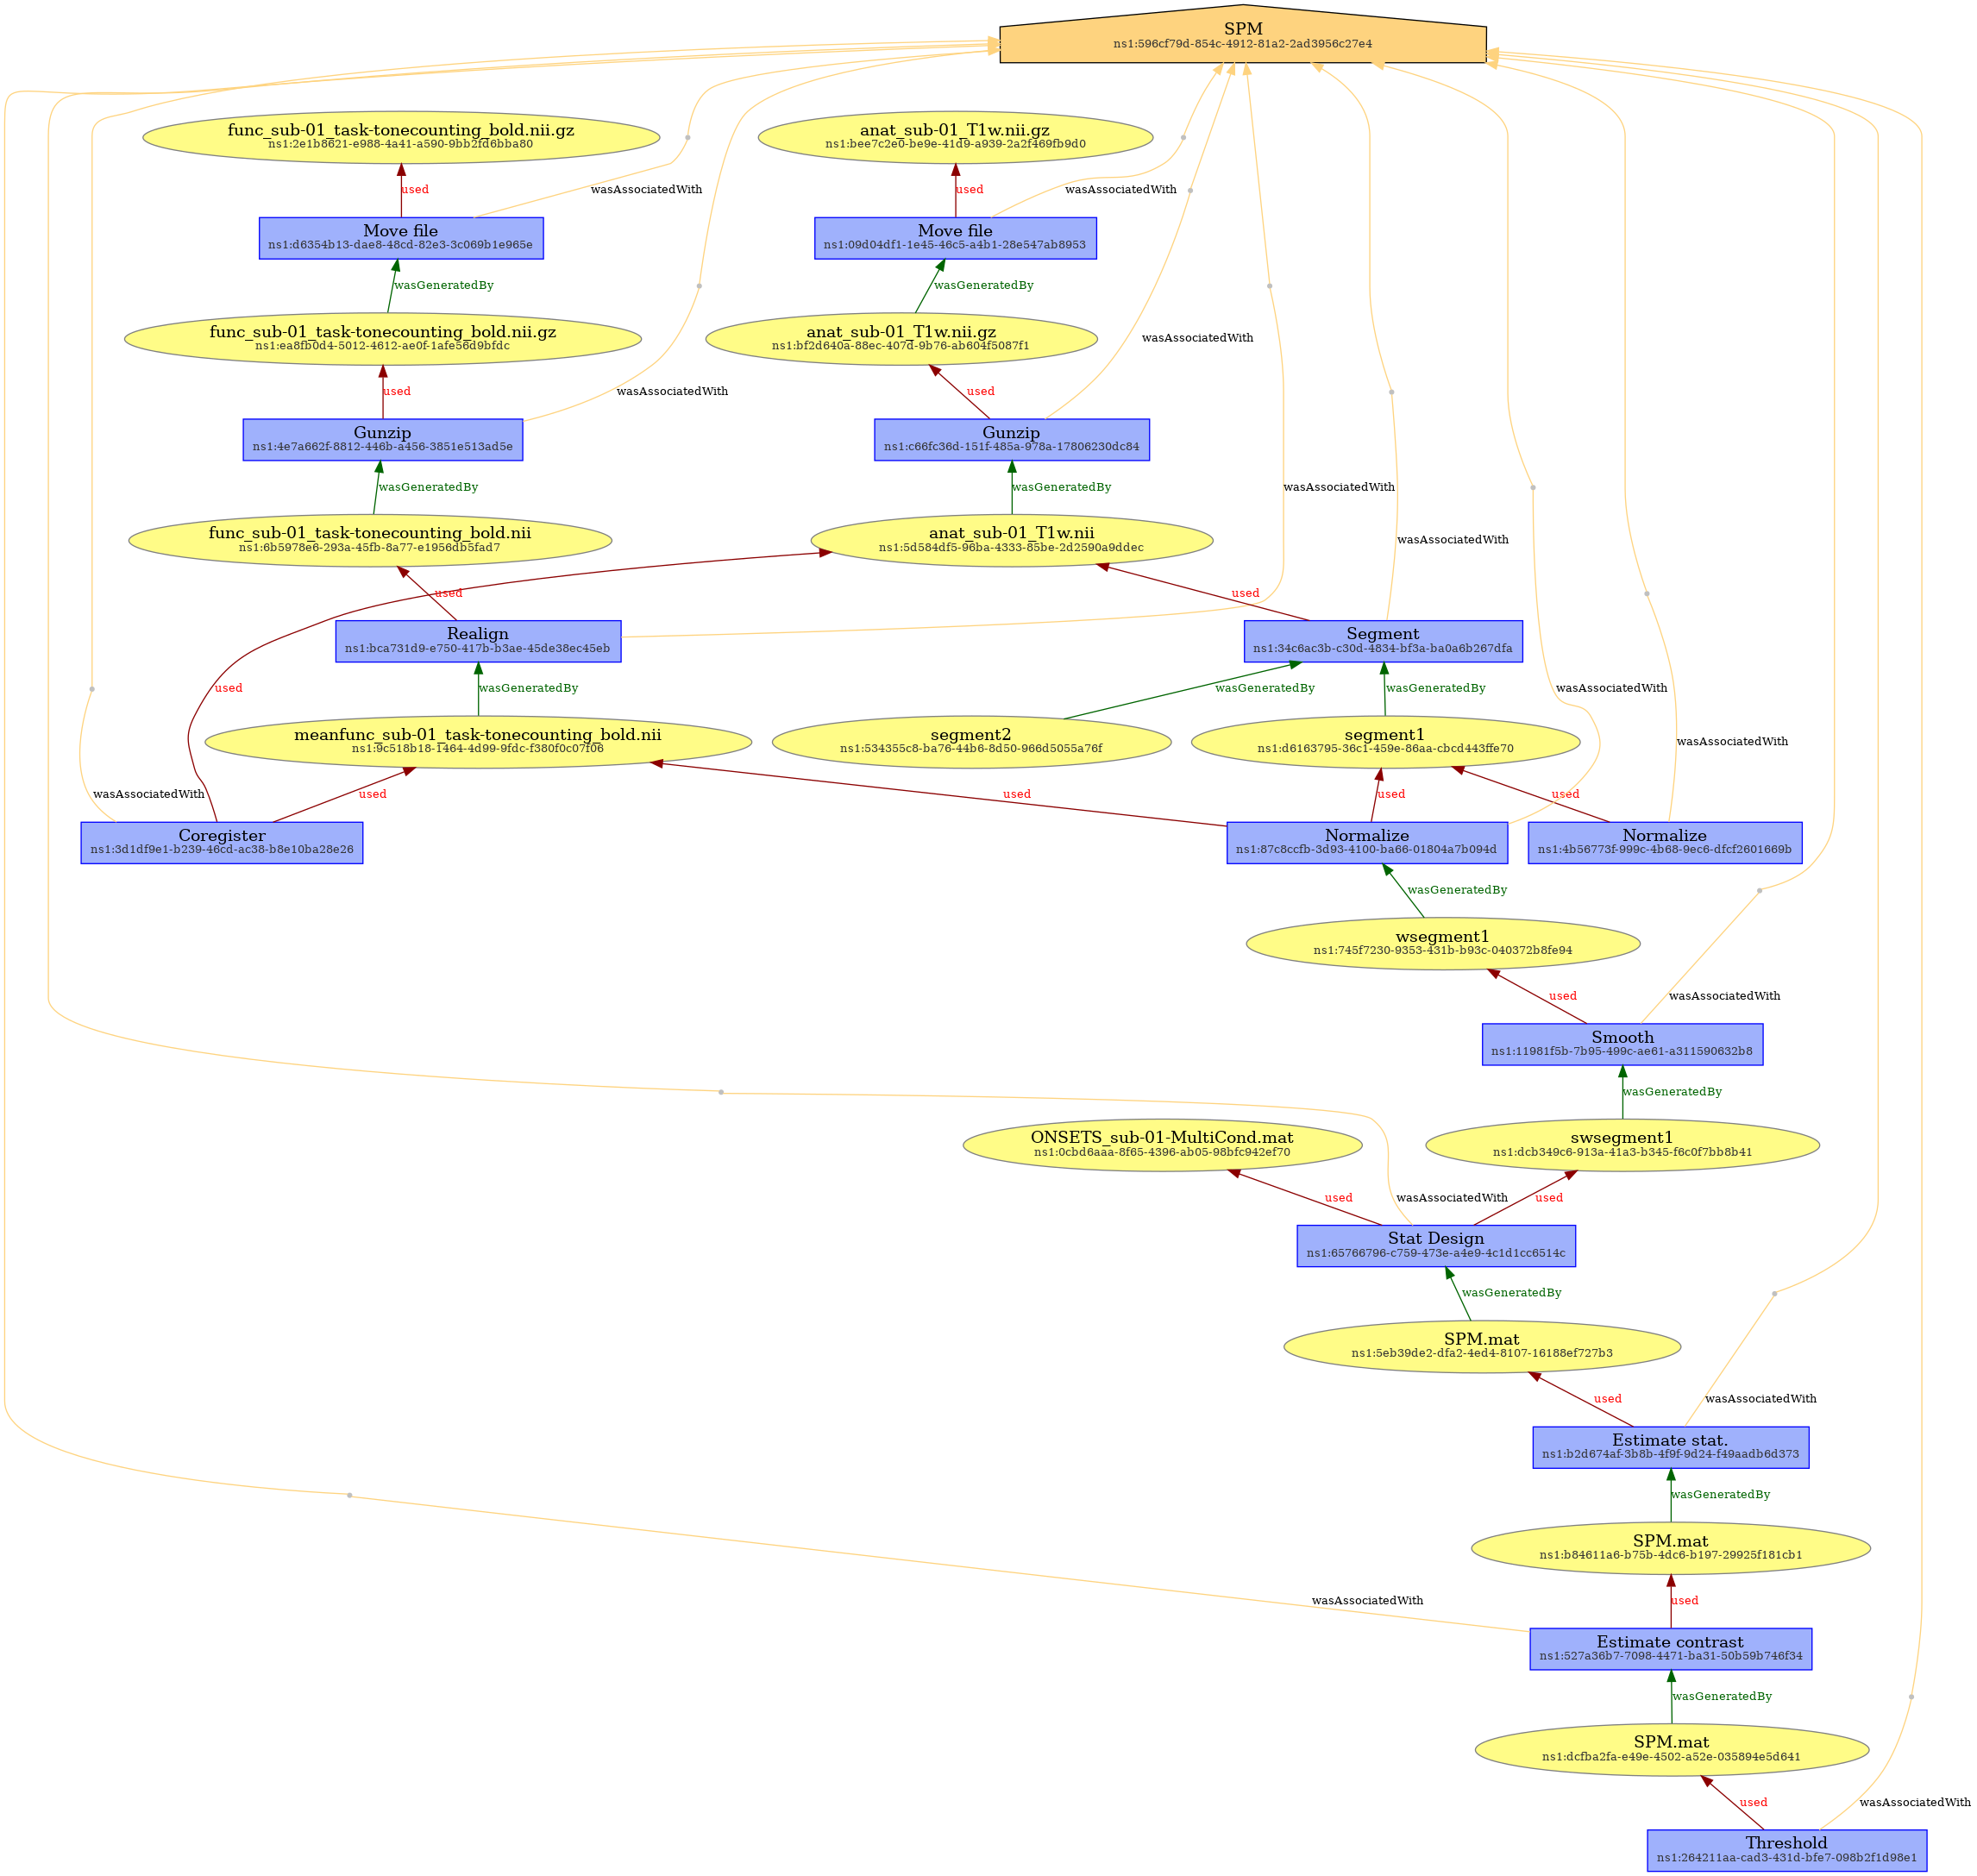 SPM
ns1:596cf79d-854c-4912-81a2-2ad3956c27e4
func_sub-01_task-tonecounting_bold.nii.gz
ns1:2e1b8621-e988-4a41-a590-9bb2fd6bba80
anat_sub-01_T1w.nii.gz
ns1:bee7c2e0-be9e-41d9-a939-2a2f469fb9d0
used
wasAssociatedWith
used
wasAssociatedWith
Move file
ns1:d6354b13-dae8-48cd-82e3-3c069b1e965e
Move file
ns1:09d04df1-1e45-46c5-a4b1-28e547ab8953
wasGeneratedBy
wasGeneratedBy
func_sub-01_task-tonecounting_bold.nii.gz
ns1:ea8fb0d4-5012-4612-ae0f-1afe56d9bfdc
anat_sub-01_T1w.nii.gz
ns1:bf2d640a-88ec-407d-9b76-ab604f5087f1
wasAssociatedWith
used
wasAssociatedWith
used
Gunzip
ns1:4e7a662f-8812-446b-a456-3851e513ad5e
Gunzip
ns1:c66fc36d-151f-485a-978a-17806230dc84
wasGeneratedBy
wasGeneratedBy
wasAssociatedWith
func_sub-01_task-tonecounting_bold.nii
ns1:6b5978e6-293a-45fb-8a77-e1956db5fad7
anat_sub-01_T1w.nii
ns1:5d584df5-96ba-4333-85be-2d2590a9ddec
wasAssociatedWith
used
used
Realign
ns1:bca731d9-e750-417b-b3ae-45de38ec45eb
Segment
ns1:34c6ac3b-c30d-4834-bf3a-ba0a6b267dfa
used
wasGeneratedBy
wasGeneratedBy
wasGeneratedBy
wasAssociatedWith
meanfunc_sub-01_task-tonecounting_bold.nii
ns1:9c518b18-1464-4d99-9fdc-f380f0c07f06
segment2
ns1:534355c8-ba76-44b6-8d50-966d5055a76f
segment1
ns1:d6163795-36c1-459e-86aa-cbcd443ffe70
wasAssociatedWith
wasAssociatedWith
used
used
used
used
Coregister
ns1:3d1df9e1-b239-46cd-ac38-b8e10ba28e26
Normalize
ns1:87c8ccfb-3d93-4100-ba66-01804a7b094d
Normalize
ns1:4b56773f-999c-4b68-9ec6-dfcf2601669b
wasGeneratedBy
wsegment1
ns1:745f7230-9353-431b-b93c-040372b8fe94
used
wasAssociatedWith
Smooth
ns1:11981f5b-7b95-499c-ae61-a311590632b8
wasGeneratedBy
ONSETS_sub-01-MultiCond.mat
ns1:0cbd6aaa-8f65-4396-ab05-98bfc942ef70
swsegment1
ns1:dcb349c6-913a-41a3-b345-f6c0f7bb8b41
used
wasAssociatedWith
used
Stat Design
ns1:65766796-c759-473e-a4e9-4c1d1cc6514c
wasGeneratedBy
SPM.mat
ns1:5eb39de2-dfa2-4ed4-8107-16188ef727b3
used
wasAssociatedWith
Estimate stat.
ns1:b2d674af-3b8b-4f9f-9d24-f49aadb6d373
wasGeneratedBy
SPM.mat
ns1:b84611a6-b75b-4dc6-b197-29925f181cb1
wasAssociatedWith
used
Estimate contrast
ns1:527a36b7-7098-4471-ba31-50b59b746f34
wasGeneratedBy
SPM.mat
ns1:dcfba2fa-e49e-4502-a52e-035894e5d641
used
wasAssociatedWith
Threshold
ns1:264211aa-cad3-431d-bfe7-098b2f1d98e1